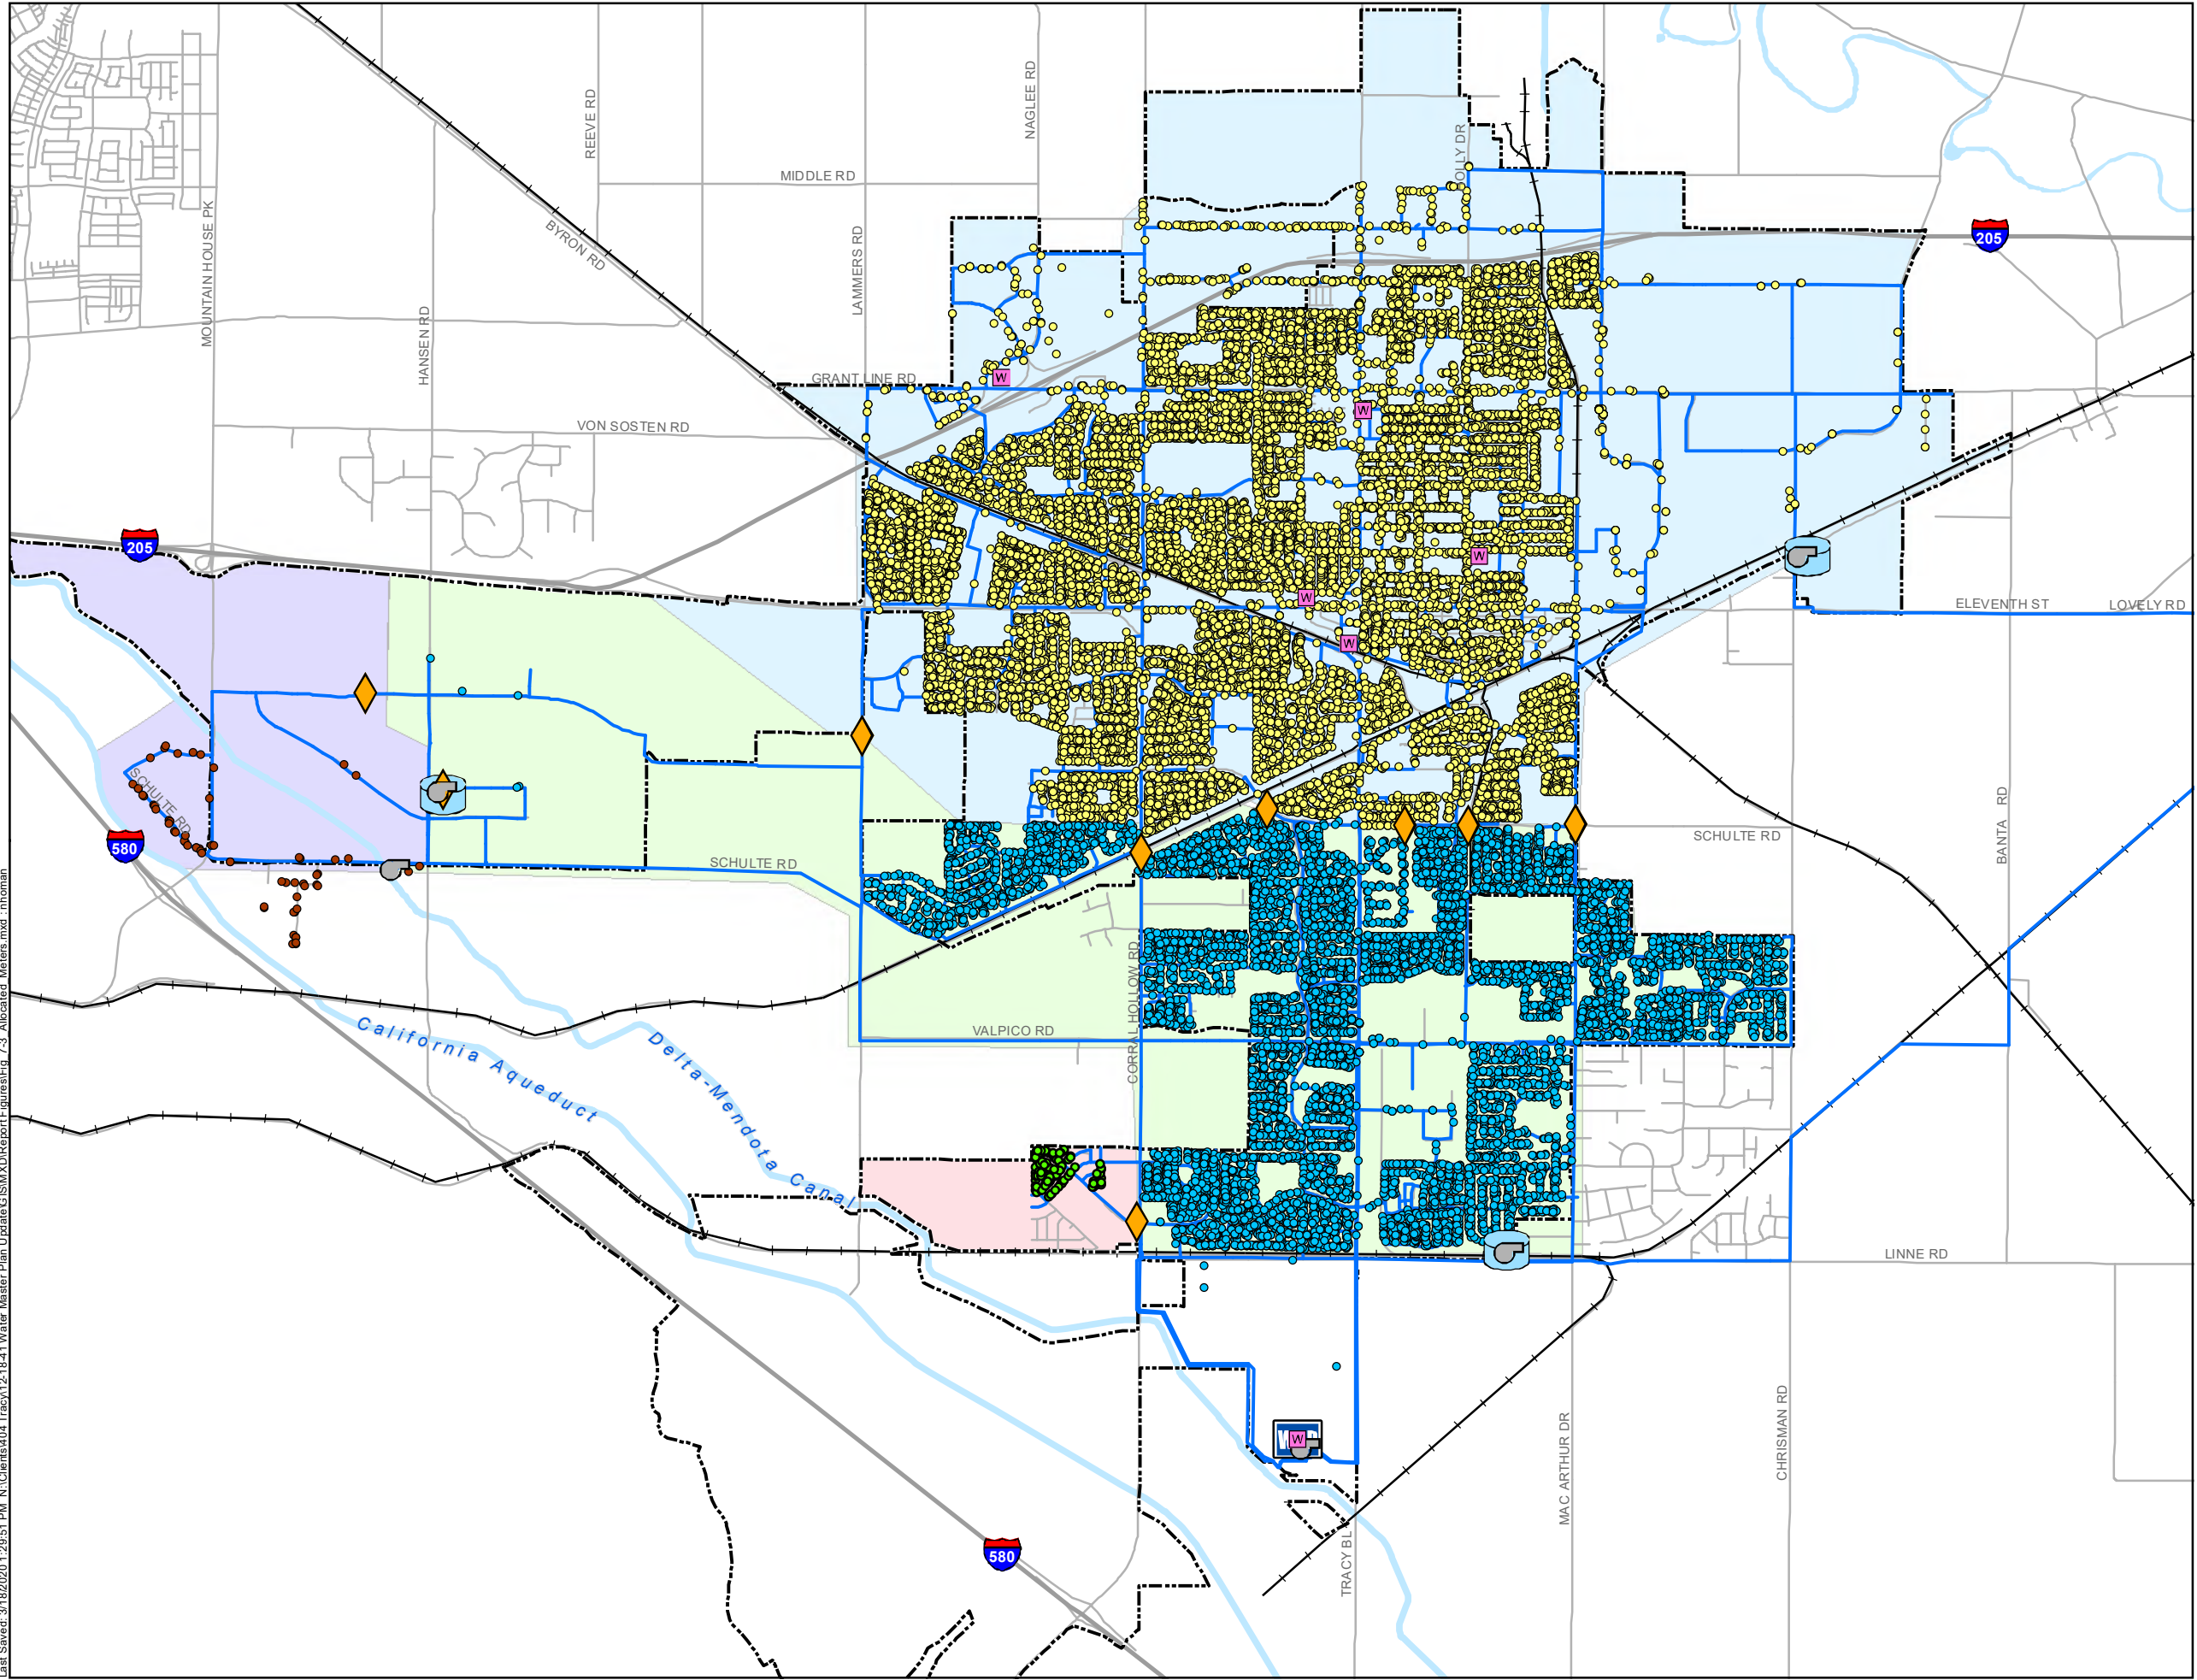 NAGLEE RD
REEVE RD
HOLLY DR
MIDDLE RD
MOUNTAIN HOUSE PK
BYRON RD
LAMMERS RD
205
HANSEN RD
GRANT LINE RD
W
W
VON SOSTEN RD
205
W
W
ELEVENTH ST
LOVELY RD
W
SCHULTE RD
580
SCHULTE RD
SCHULTE RD
BANTA RD
CORRAL HOLLOW RD
VALPICO RD
California Aqueduct
Delta-Mendota Canal
LINNE RD
W
MAC ARTHUR DR
CHRISMAN RD
TRACY BL
580